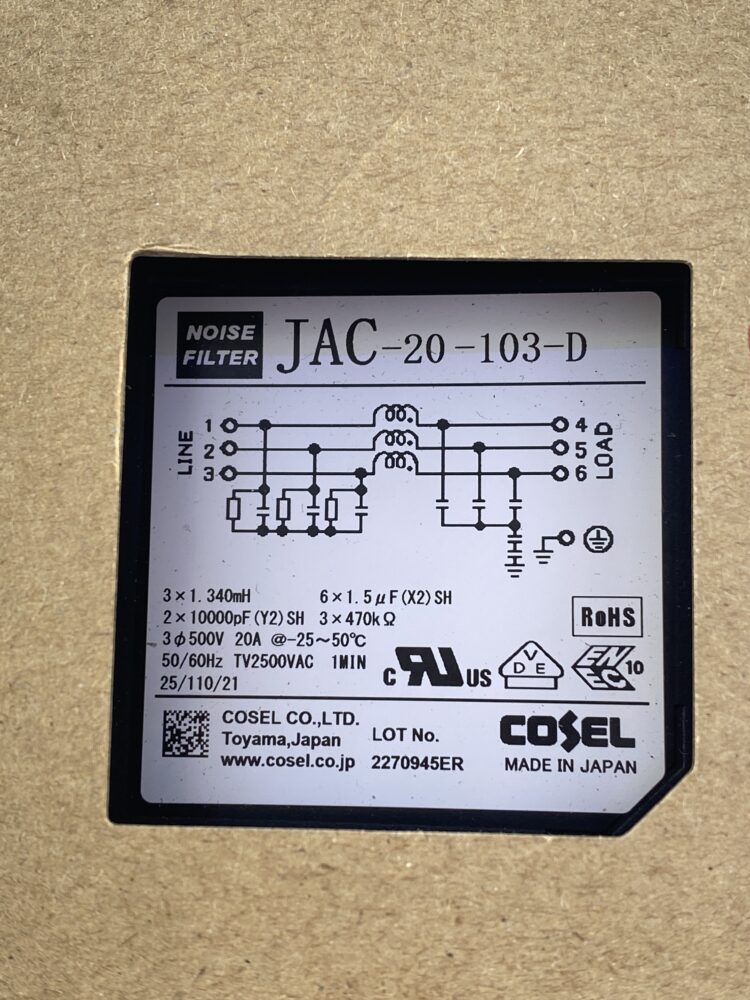 NOISE
FILTER
JAC-20-103-D
LINE
1
2
3
4
5
6
LOAD
3×1.340mH 6×1.5μF(X2)SH
2×10000pF(Y2)SH 3×470kΩ
3φ500V 20A @-25~50℃
50/60Hz TV2500VAC 1MIN
25/110/21
RoHS
c RU US
VDE
ENEC 10
COSEL CO.,LTD.
Toyama,Japan
www.cosel.co.jp
LOT No.
2270945ER
COSEL
MADE IN JAPAN